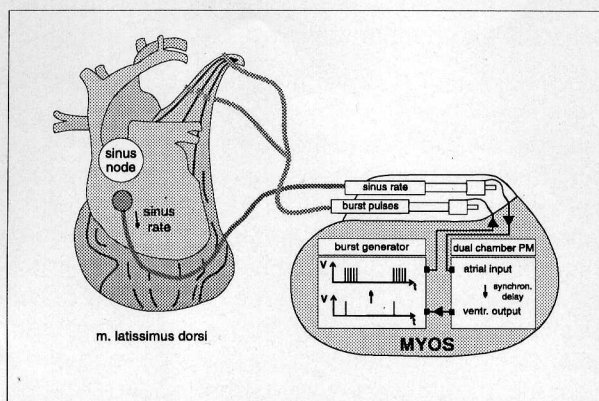 sinus
node
sinus
rate
m. latissimus dorsi
sinus rate
burst pulses
burst generator
dual chamber PM
V
t
V
t
atrial input
synchron.
delay
ventr. output
MYOS